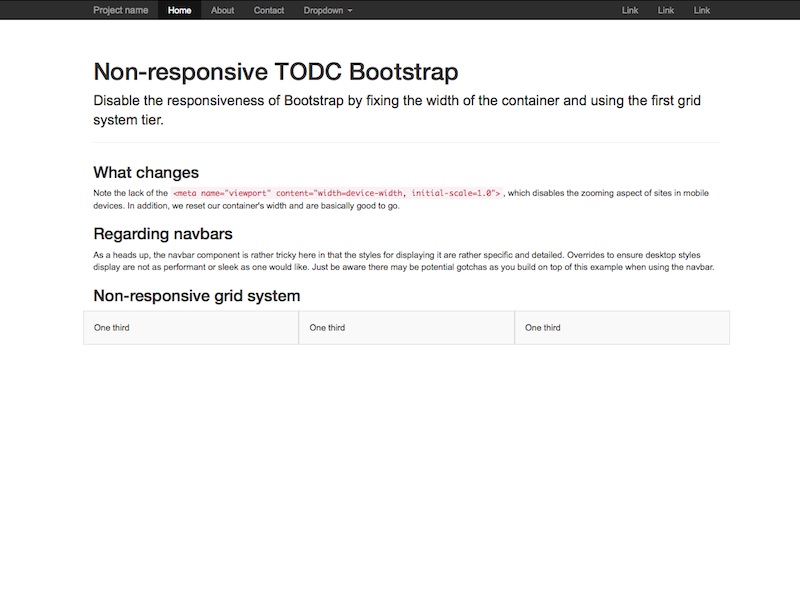 Project name Home About Contact Dropdown Link Link Link
Non-responsive TODC Bootstrap
Disable the responsiveness of Bootstrap by fixing the width of the container and using the first grid
system tier.
What changes
Note the lack of the <meta name="viewport" content="width=device-width, initial-scale=1.0"> , which disables the zooming aspect of sites in mobile
devices. In addition, we reset our container's width and are basically good to go.
Regarding navbars
As a heads up, the navbar component is rather tricky here in that the styles for displaying it are rather specific and detailed. Overrides to ensure desktop styles
display are not as performant or sleek as one would like. Just be aware there may be potential gotchas as you build on top of this example when using the navbar.
Non-responsive grid system
One third One third One third